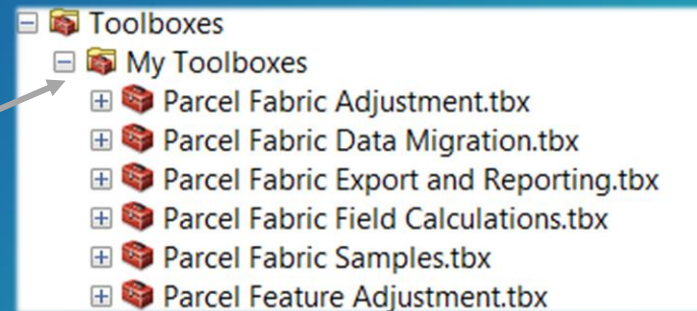 Toolboxes
My Toolboxes
Parcel Fabric Adjustment.tbx
Parcel Fabric Data Migration.tbx
Parcel Fabric Export and Reporting.tbx
Parcel Fabric Field Calculations.tbx
Parcel Fabric Samples.tbx
Parcel Feature Adjustment.tbx